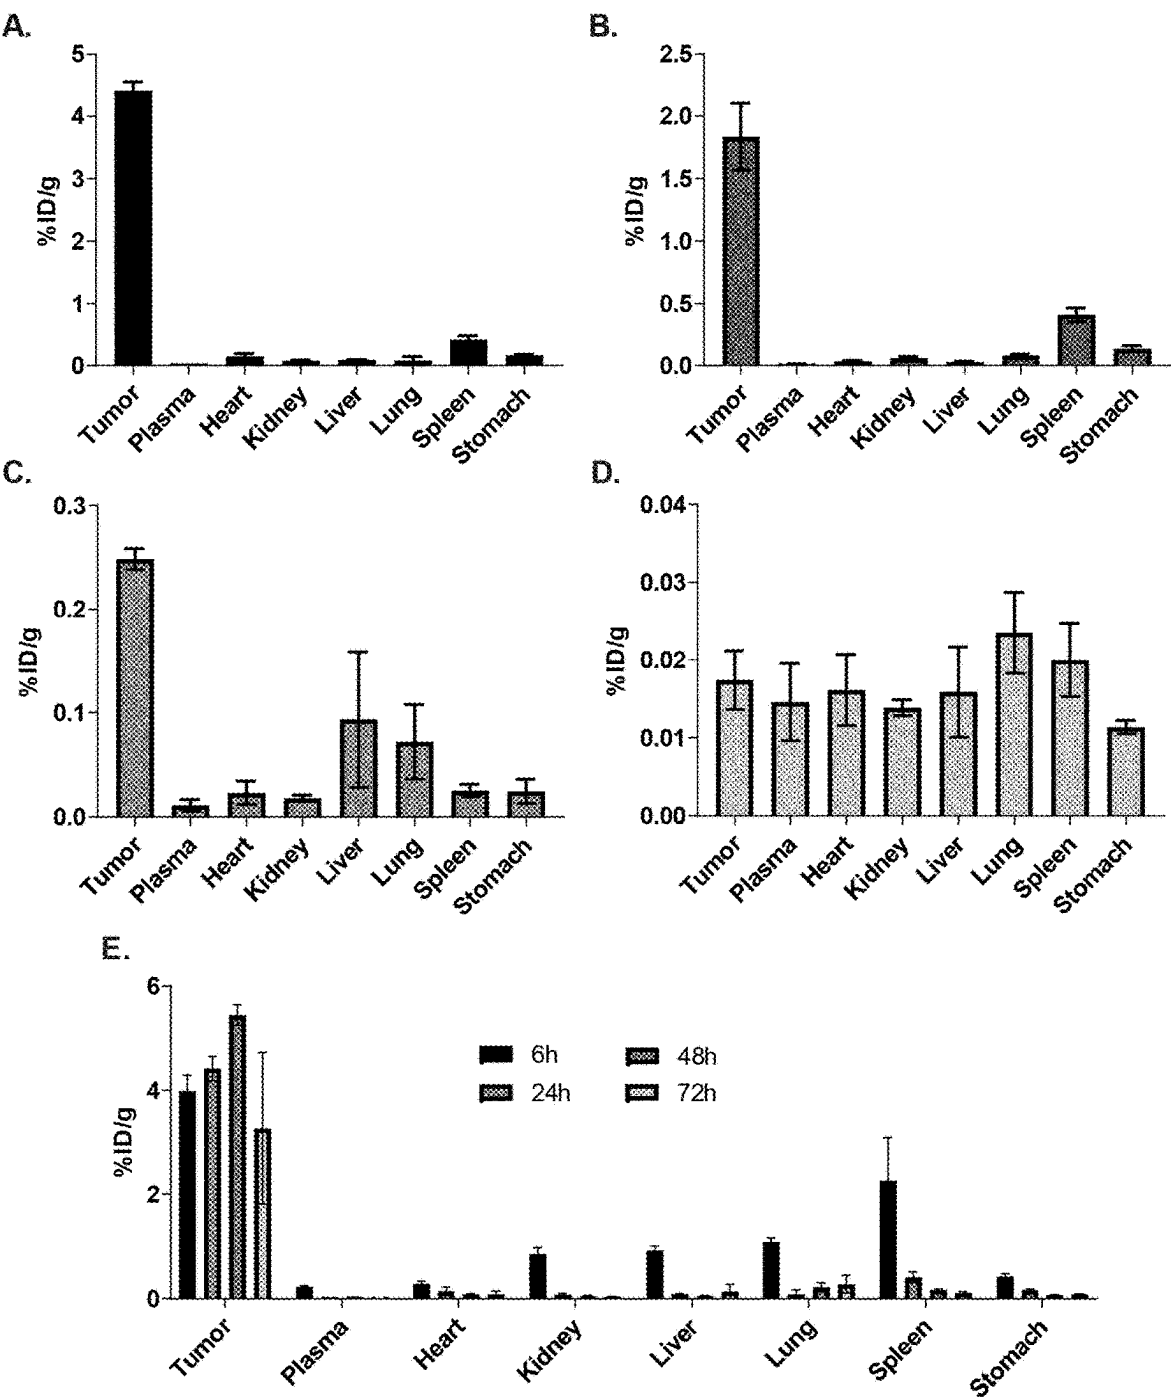 A.
5
4
3
2
1
0
%ID/g
Tumor
Plasma
Heart
Kidney
Liver
Lung
Spleen
Stomach
B.
2.5
2.0
1.5
1.0
0.5
0.0
%ID/g
Tumor
Plasma
Heart
Kidney
Liver
Lung
Spleen
Stomach
C.
0.3
0.2
0.1
0.0
%ID/g
Tumor
Plasma
Heart
Kidney
Liver
Lung
Spleen
Stomach
D.
0.04
0.03
0.02
0.01
0.00
%ID/g
Tumor
Plasma
Heart
Kidney
Liver
Lung
Spleen
Stomach
E.
6
4
2
0
%ID/g
6h
48h
24h
72h
Tumor
Plasma
Heart
Kidney
Liver
Lung
Spleen
Stomach